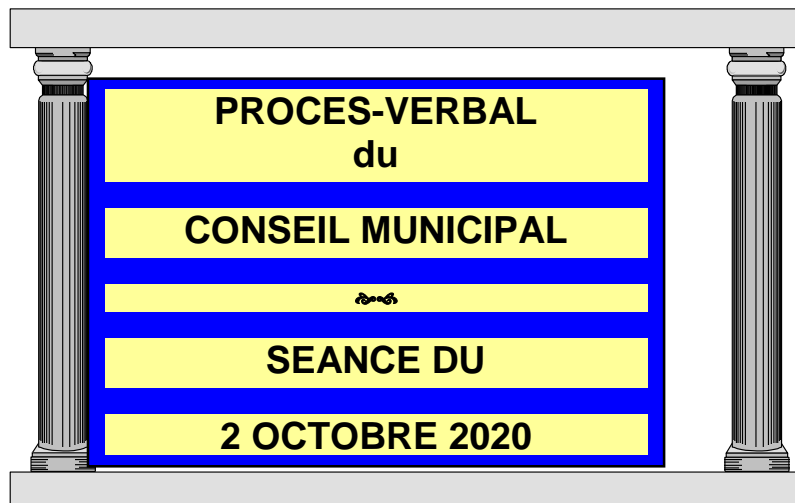 PROCES-VERBAL
du
CONSEIL MUNICIPAL
SEANCE DU
2 OCTOBRE 2020